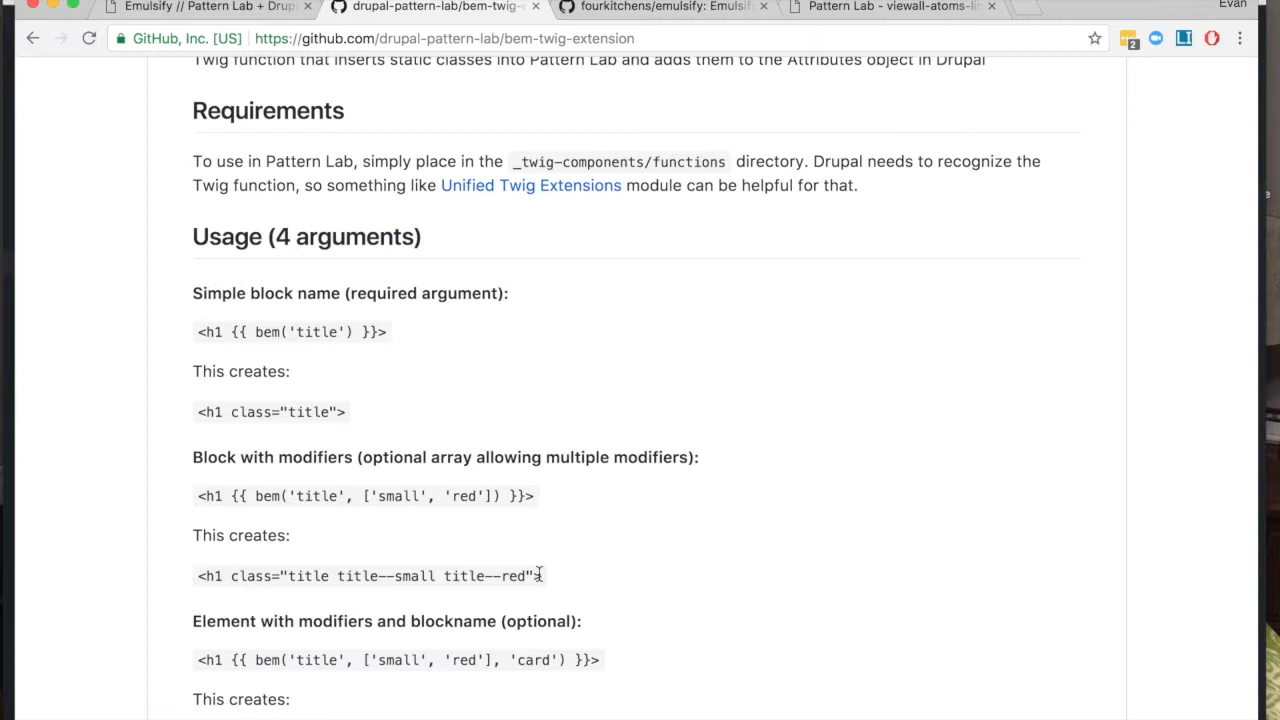 Emulsify // Pattern Lab + Drup
drupal-pattern-lab/bem-twig-
fourkitchens/emulsify: Emulsif
Pattern Lab - viewall-atoms-li
Evan
GitHub, Inc. [US]
https://github.com/drupal-pattern-lab/bem-twig-extension
2
Twig function that inserts static classes into Pattern Lab and adds them to the Attributes object in Drupal
Requirements
To use in Pattern Lab, simply place in the _twig-components/functions directory. Drupal needs to recognize the
Twig function, so something like Unified Twig Extensions module can be helpful for that.
Usage (4 arguments)
Simple block name (required argument):
<h1 {{ bem('title') }}>
This creates:
<h1 class="title">
Block with modifiers (optional array allowing multiple modifiers):
<h1 {{ bem('title', ['small', 'red']) }}>
This creates:
<h1 class="title title--small title--red">
Element with modifiers and blockname (optional):
<h1 {{ bem('title', ['small', 'red'], 'card') }}>
This creates: